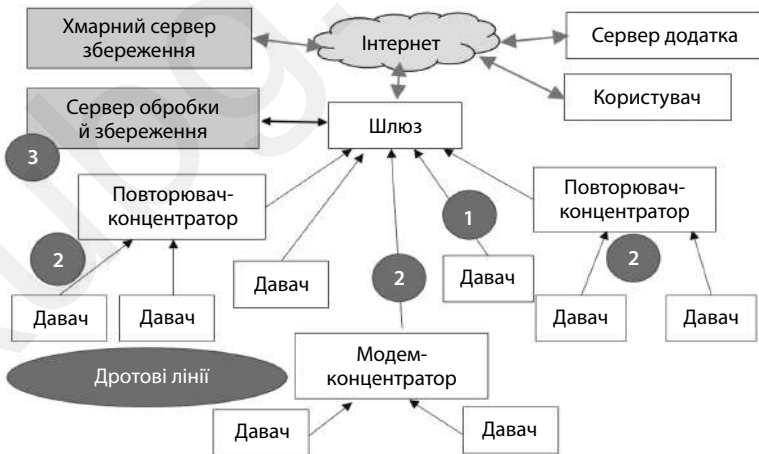 Хмарний сервер
збереження
Інтернет
Сервер додатка
Користувач
Сервер обробки
й збереження
Шлюз
3
Повторювач-
концентратор
1
Повторювач-
концентратор
2
2
2
Давач
Давач
Давач
Давач
Давач
Давач
Дротові лінії
Модем-
концентратор
Давач
Давач